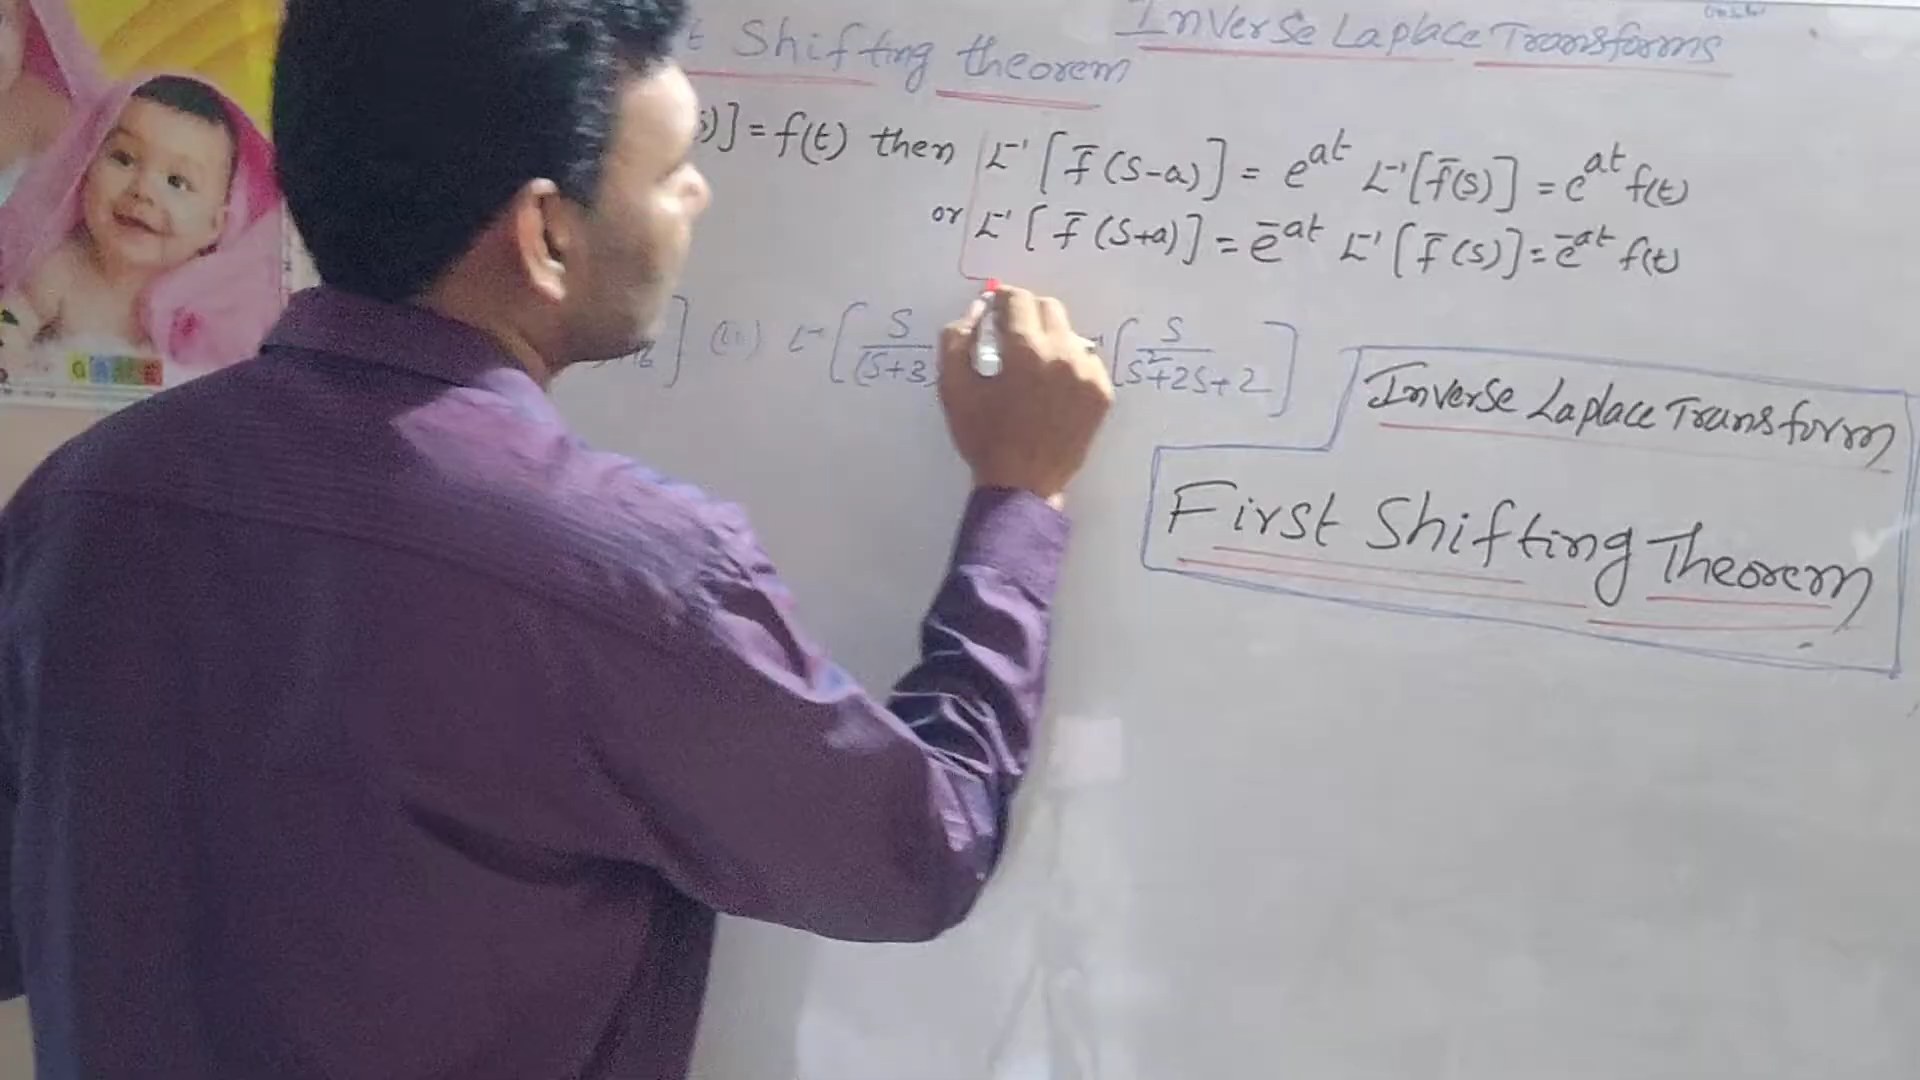 t Shifting theorem
Inverse Laplace Transforms
s)] = f(t) then L⁻¹[f̄(s-a)] = e^at L⁻¹[f̄(s)] = e^at f(t)
or L⁻¹[f̄(s+a)] = e^-at L⁻¹[f̄(s)] = e^-at f(t)
] (ii) L⁻¹[S/(S+3) [S/S²+2S+2]
Inverse Laplace Transform
First Shifting Theorem